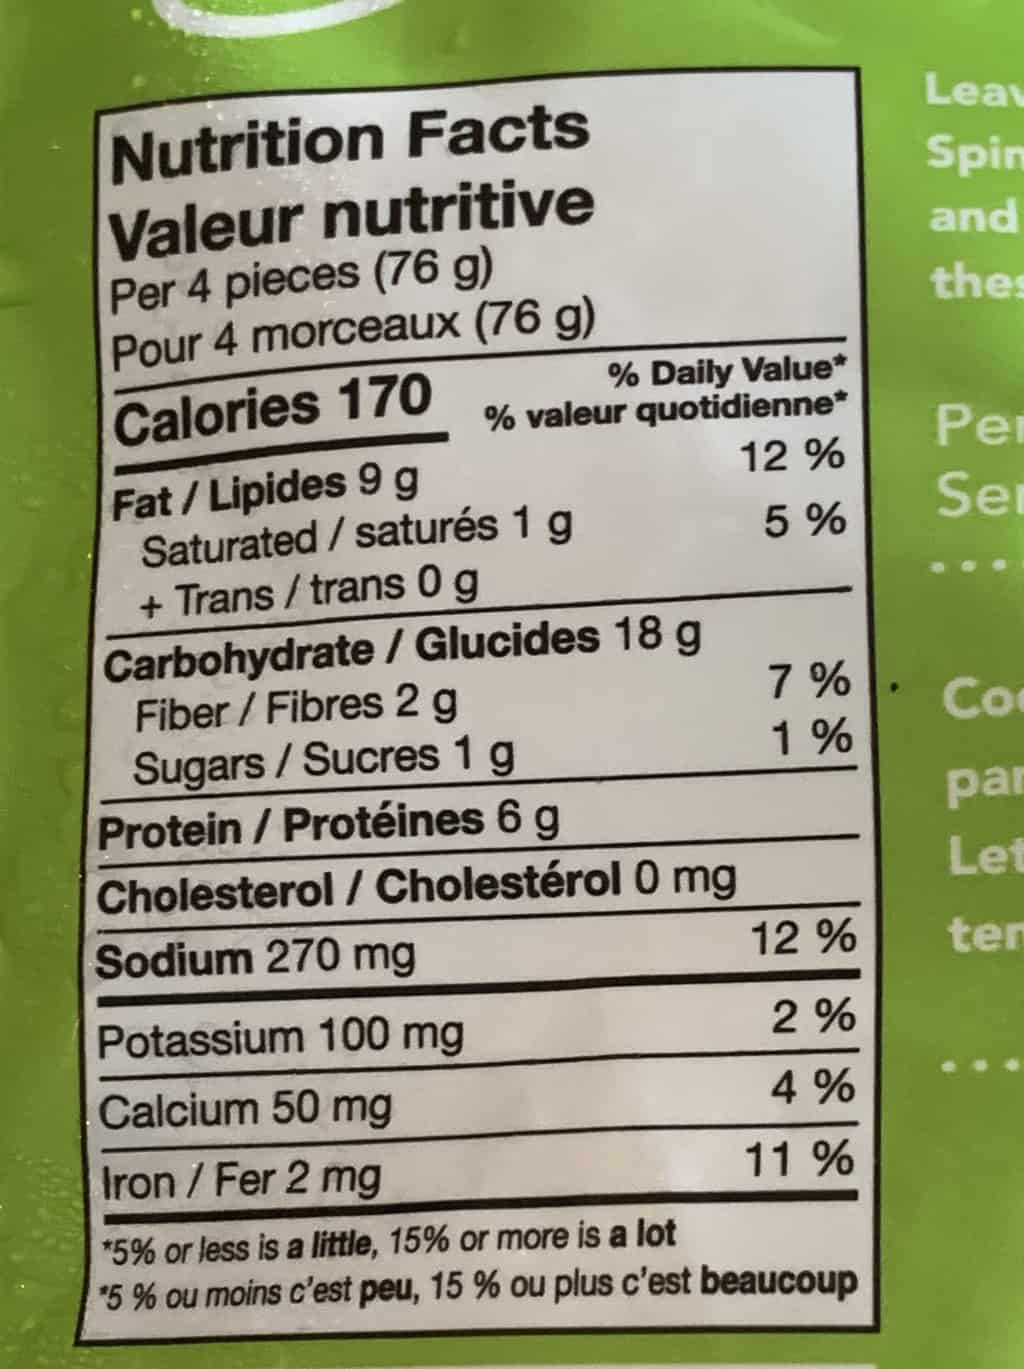 Nutrition Facts
Valeur nutritive
Per 4 pieces (76 g)
Pour 4 morceaux (76 g)
Calories 170
% Daily Value*
% valeur quotidienne*
Fat / Lipides 9 g 12 %
Saturated / saturés 1 g 5 %
+ Trans / trans 0 g
Carbohydrate / Glucides 18 g
Fiber / Fibres 2 g 7 %
Sugars / Sucres 1 g 1 %
Protein / Protéines 6 g
Cholesterol / Cholestérol 0 mg
Sodium 270 mg 12 %
Potassium 100 mg 2 %
Calcium 50 mg 4 %
Iron / Fer 2 mg 11 %
*5% or less is a little, 15% or more is a lot
*5 % ou moins c'est peu, 15 % ou plus c'est beaucoup
and